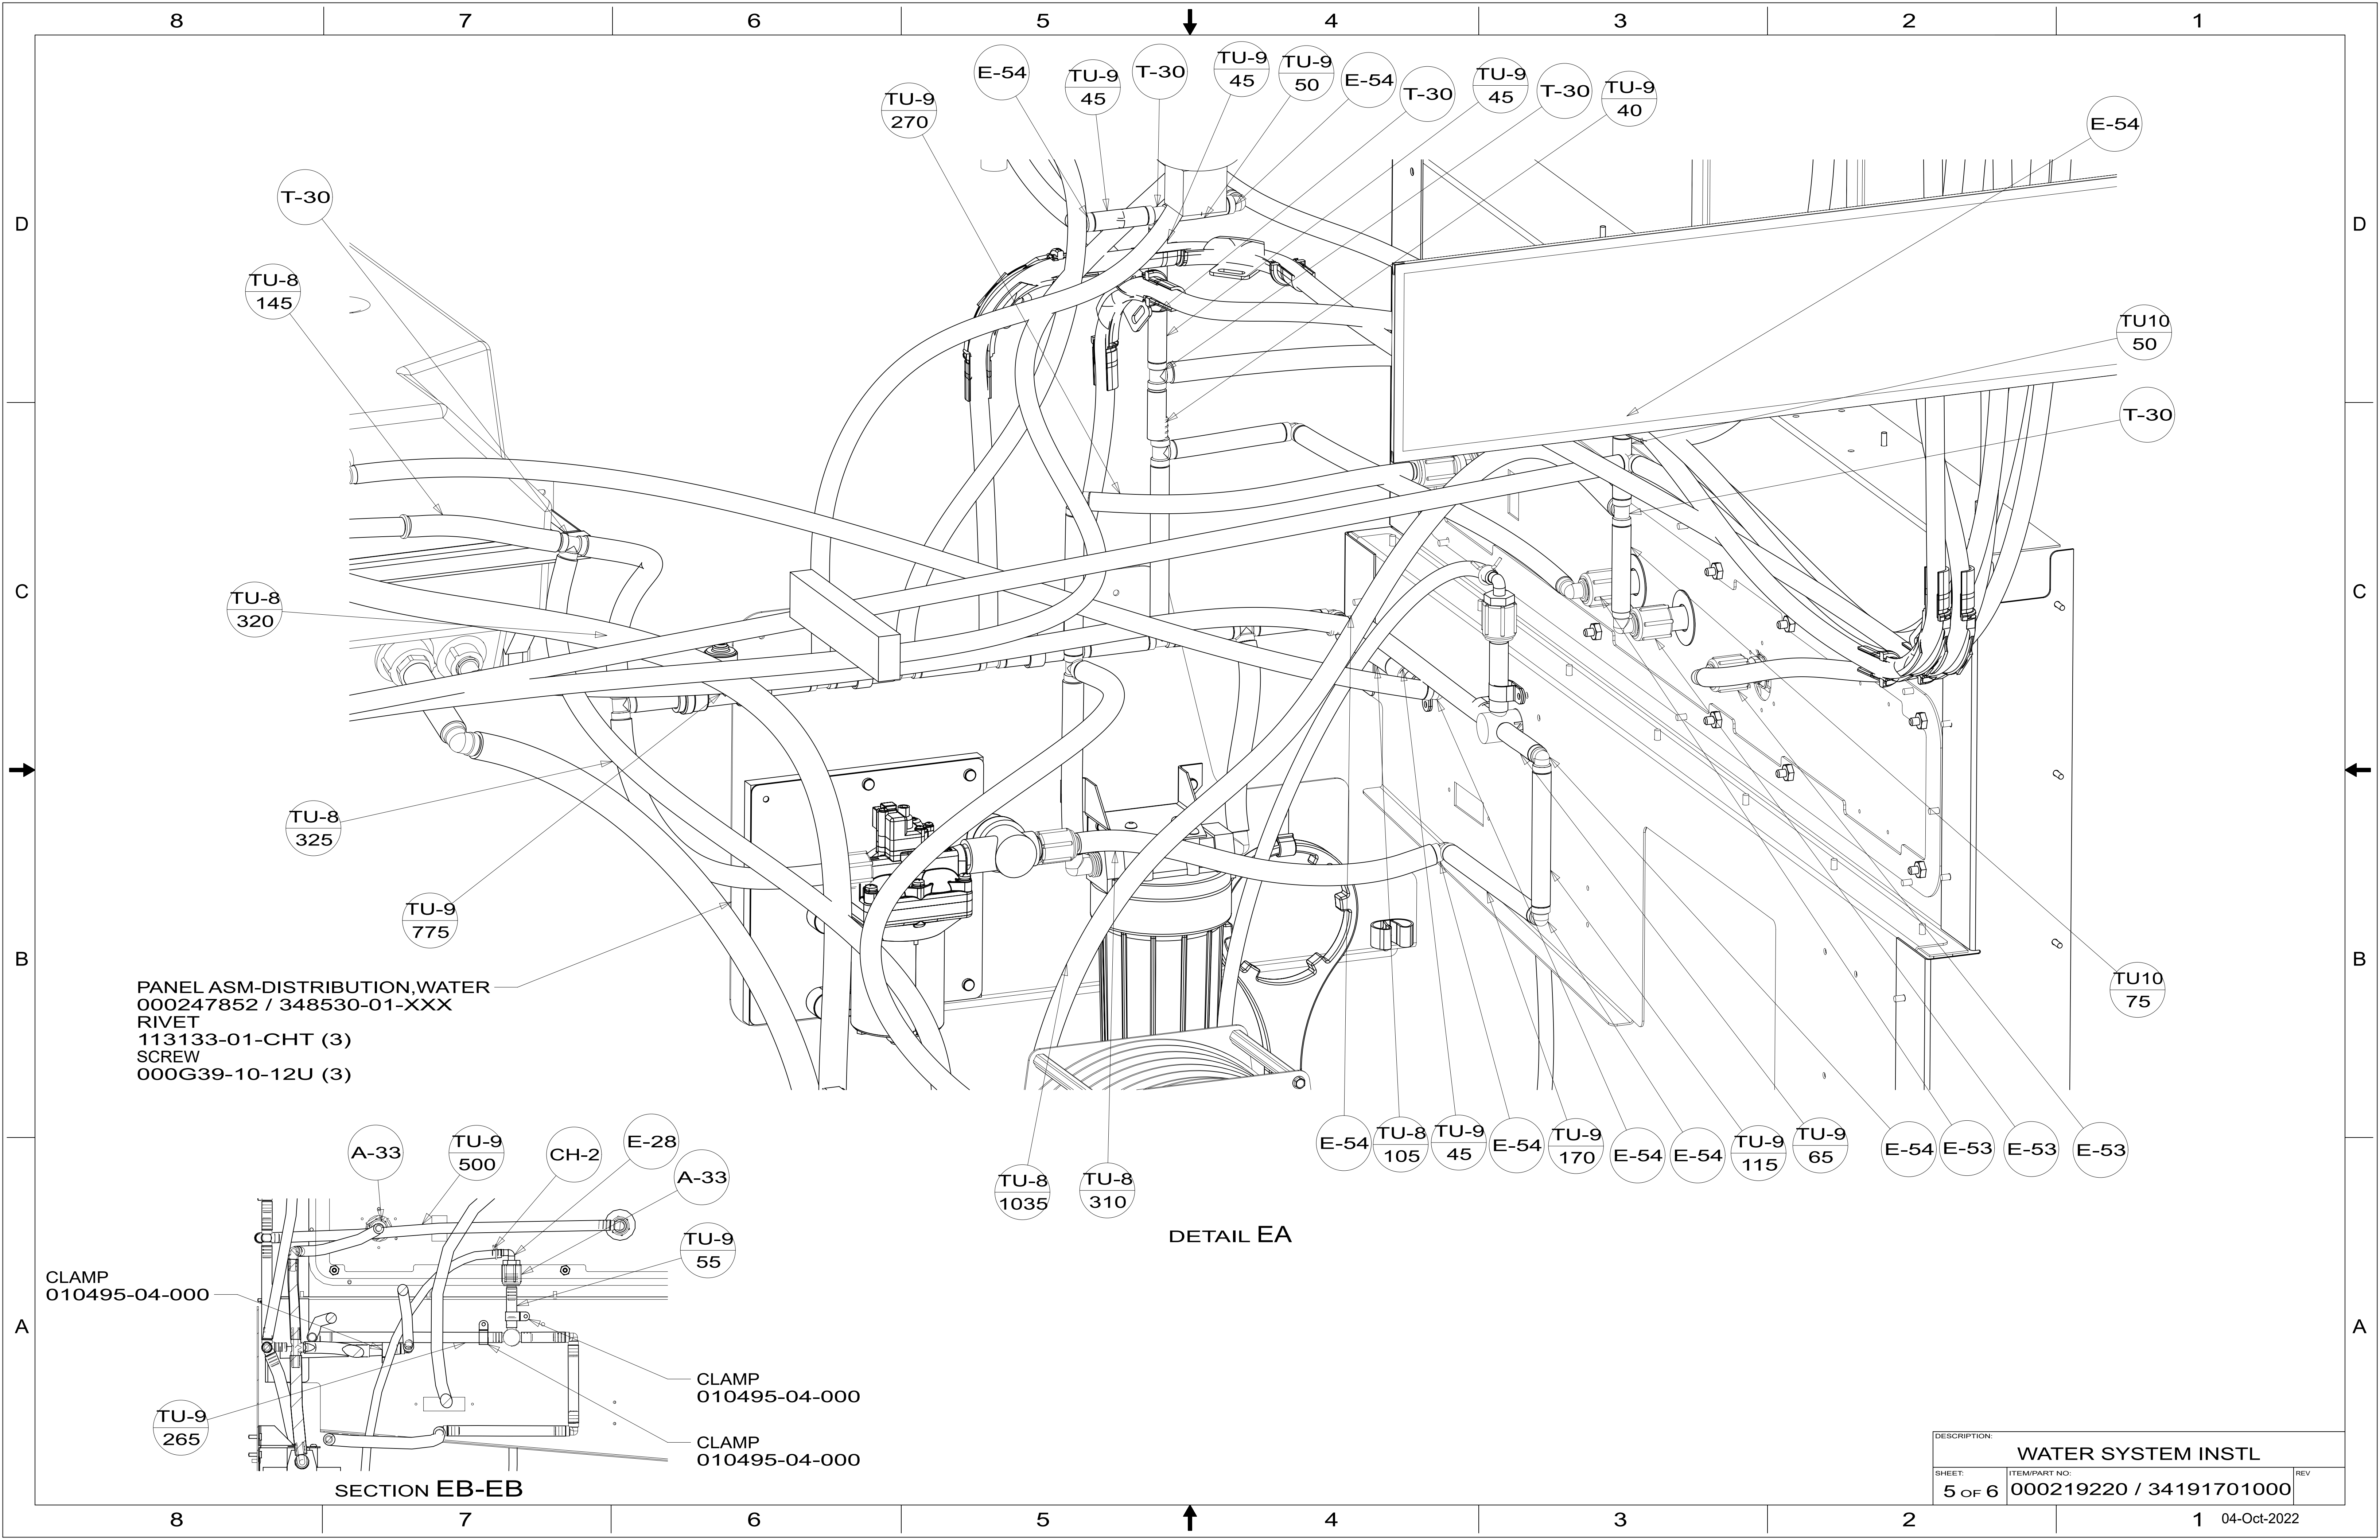 8 7 6 5 4 3 2 1
E-54
TU-9
45
T-30
TU-9
45
TU-9
50
E-54
T-30
TU-9
45
T-30
TU-9
40
TU-9
270
E-54
T-30
D
D
TU-8
145
TU10
50
T-30
C
C
TU-8
320
TU-8
325
TU-9
775
B
B
PANEL ASM-DISTRIBUTION,WATER
000247852 / 348530-01-XXX
RIVET
113133-01-CHT (3)
SCREW
000G39-10-12U (3)
TU10
75
E-54
TU-8
105
TU-9
45
E-54
TU-9
170
E-54
E-54
TU-9
115
TU-9
65
E-54
E-53
E-53
E-53
TU-8
1035
TU-8
310
DETAIL EA
A-33
TU-9
500
CH-2
E-28
A-33
TU-9
55
CLAMP
010495-04-000
A
A
CLAMP
010495-04-000
TU-9
265
CLAMP
010495-04-000
SECTION EB-EB
DESCRIPTION:
WATER SYSTEM INSTL
SHEET:
5 OF 6
ITEM/PART NO:
000219220 / 34191701000
REV
8 7 6 5 4 3 2 1
04-Oct-2022